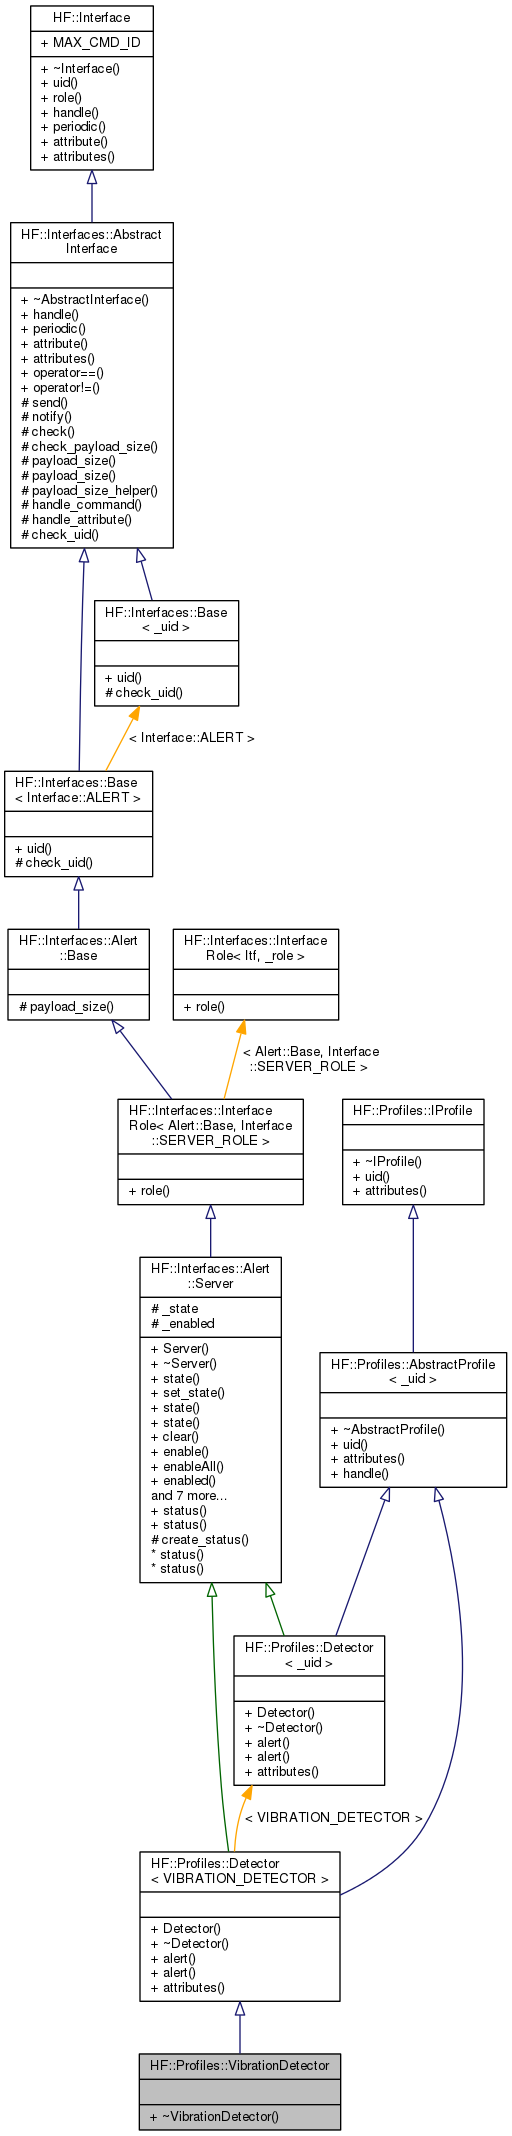 HF::Interface
+ MAX_CMD_ID
+ ~Interface()
+ uid()
+ role()
+ handle()
+ periodic()
+ attribute()
+ attributes()
HF::Interfaces::Abstract
Interface
+ ~AbstractInterface()
+ handle()
+ periodic()
+ attribute()
+ attributes()
+ operator==()
+ operator!=()
# send()
# notify()
# check()
# check_payload_size()
# payload_size()
# payload_size()
# payload_size_helper()
# handle_command()
# handle_attribute()
# check_uid()
HF::Interfaces::Base
< _uid >
+ uid()
# check_uid()
< Interface::ALERT >
HF::Interfaces::Base
< Interface::ALERT >
+ uid()
# check_uid()
HF::Interfaces::Alert
::Base
# payload_size()
HF::Interfaces::Interface
Role< Itf, _role >
+ role()
< Alert::Base, Interface
::SERVER_ROLE >
HF::Interfaces::Interface
Role< Alert::Base, Interface
::SERVER_ROLE >
+ role()
HF::Profiles::IProfile
+ ~IProfile()
+ uid()
+ attributes()
HF::Interfaces::Alert
::Server
# _state
# _enabled
+ Server()
+ ~Server()
+ state()
+ set_state()
+ state()
+ state()
+ clear()
+ enable()
+ enableAll()
+ enabled()
and 7 more...
+ status()
+ status()
# create_status()
* status()
* status()
HF::Profiles::AbstractProfile
< _uid >
+ ~AbstractProfile()
+ uid()
+ attributes()
+ handle()
HF::Profiles::Detector
< _uid >
+ Detector()
+ ~Detector()
+ alert()
+ alert()
+ attributes()
< VIBRATION_DETECTOR >
HF::Profiles::Detector
< VIBRATION_DETECTOR >
+ Detector()
+ ~Detector()
+ alert()
+ alert()
+ attributes()
HF::Profiles::VibrationDetector
+ ~VibrationDetector()